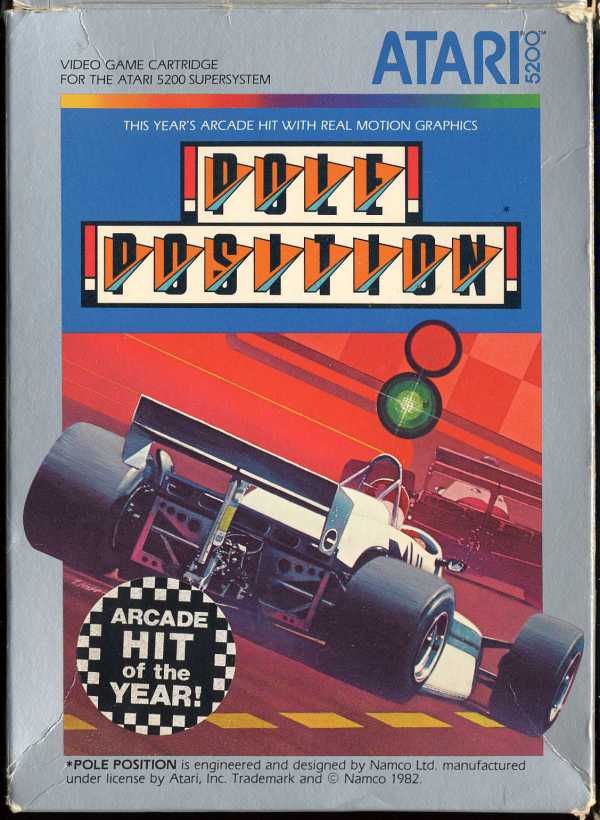 VIDEO GAME CARTRIDGE
FOR THE ATARI 5200 SUPERSYSTEM
ATARI® 5200™
THIS YEAR'S ARCADE HIT WITH REAL MOTION GRAPHICS
POLE
POSITION*
ARCADE
HIT
of the
YEAR!
*POLE POSITION is engineered and designed by Namco Ltd. manufactured
under license by Atari, Inc. Trademark and © Namco 1982.